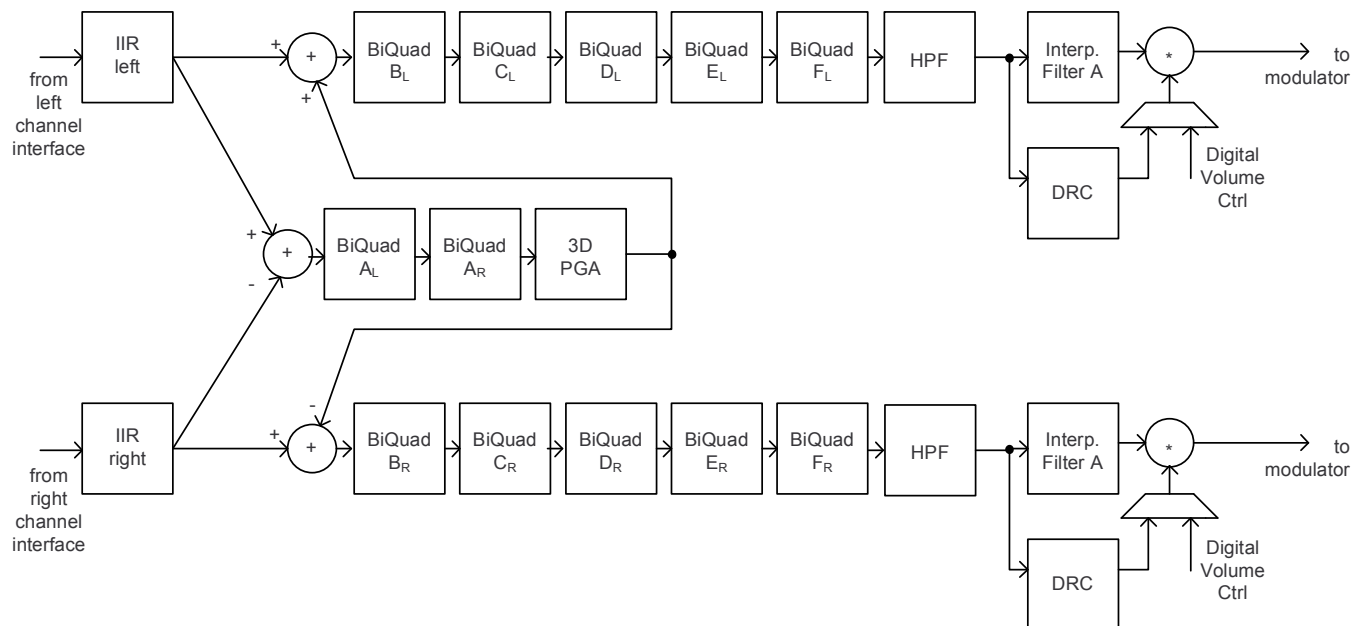 IIR
left
from
left
channel
interface
+
+
+
BiQuad
BL
BiQuad
CL
BiQuad
DL
BiQuad
EL
BiQuad
FL
HPF
Interp.
Filter A
*
to
modulator
DRC
Digital
Volume
Ctrl
+
+
-
BiQuad
AL
BiQuad
AR
3D
PGA
IIR
right
from
right
channel
interface
-
+
+
BiQuad
BR
BiQuad
CR
BiQuad
DR
BiQuad
ER
BiQuad
FR
HPF
Interp.
Filter A
*
to
modulator
DRC
Digital
Volume
Ctrl